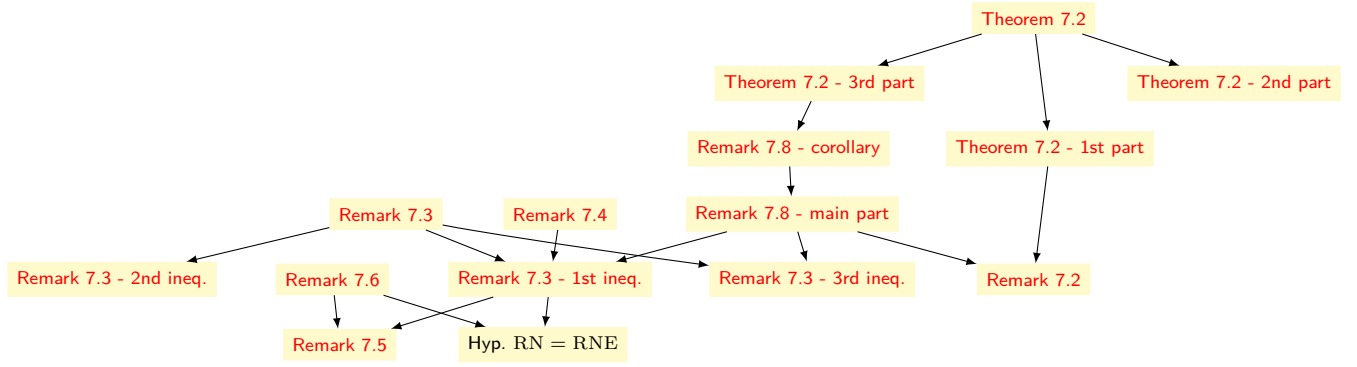 Theorem 7.2
Theorem 7.2 - 3rd part
Theorem 7.2 - 2nd part
Remark 7.8 - corollary
Theorem 7.2 - 1st part
Remark 7.3
Remark 7.4
Remark 7.8 - main part
Remark 7.3 - 2nd ineq.
Remark 7.6
Remark 7.3 - 1st ineq.
Remark 7.3 - 3rd ineq.
Remark 7.2
Remark 7.5
Hyp. RN = RNE